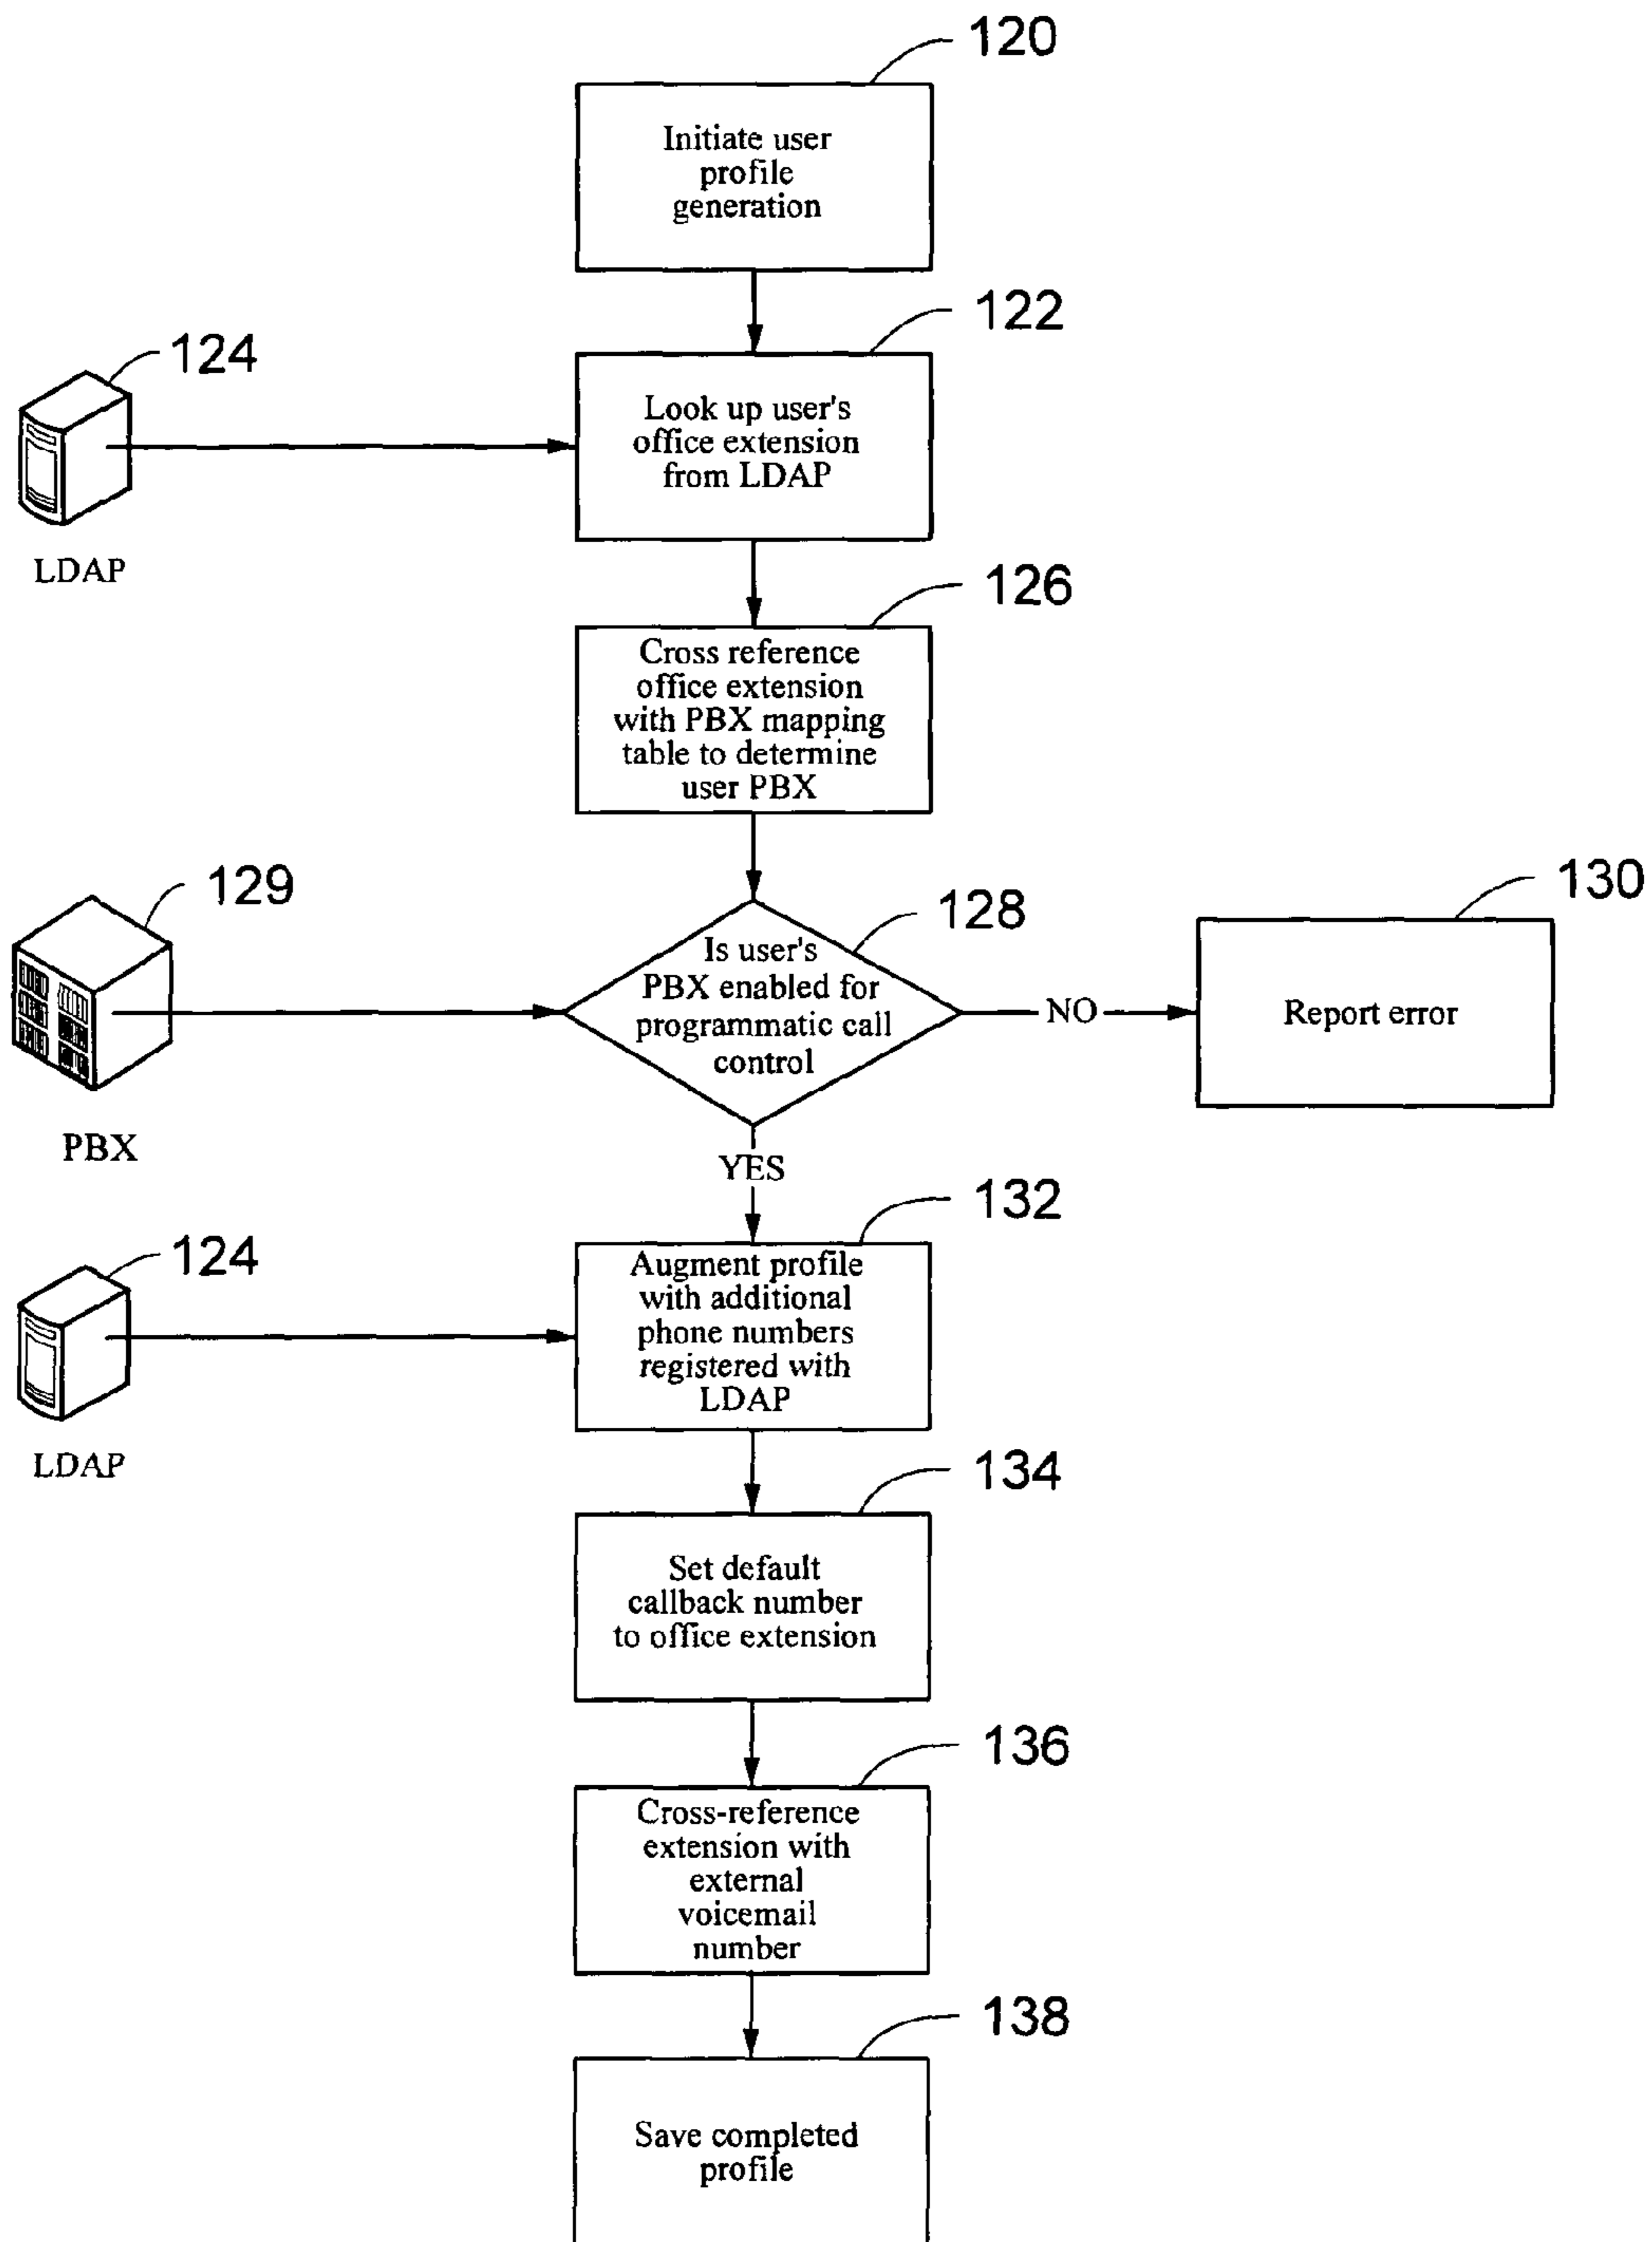 120
Initiate user
profile
generation
122
124
Look up user's
office extension
from LDAP
LDAP
126
Cross reference
office extension
with PBX mapping
table to determine
user PBX
129
128
130
Is user's
PBX enabled for
programmatic call
control
NO
Report error
PBX
YES
132
124
Augment profile
with additional
phone numbers
registered with
LDAP
LDAP
134
Set default
callback number
to office extension
136
Cross-reference
extension with
external
voicemail
number
138
Save completed
profile